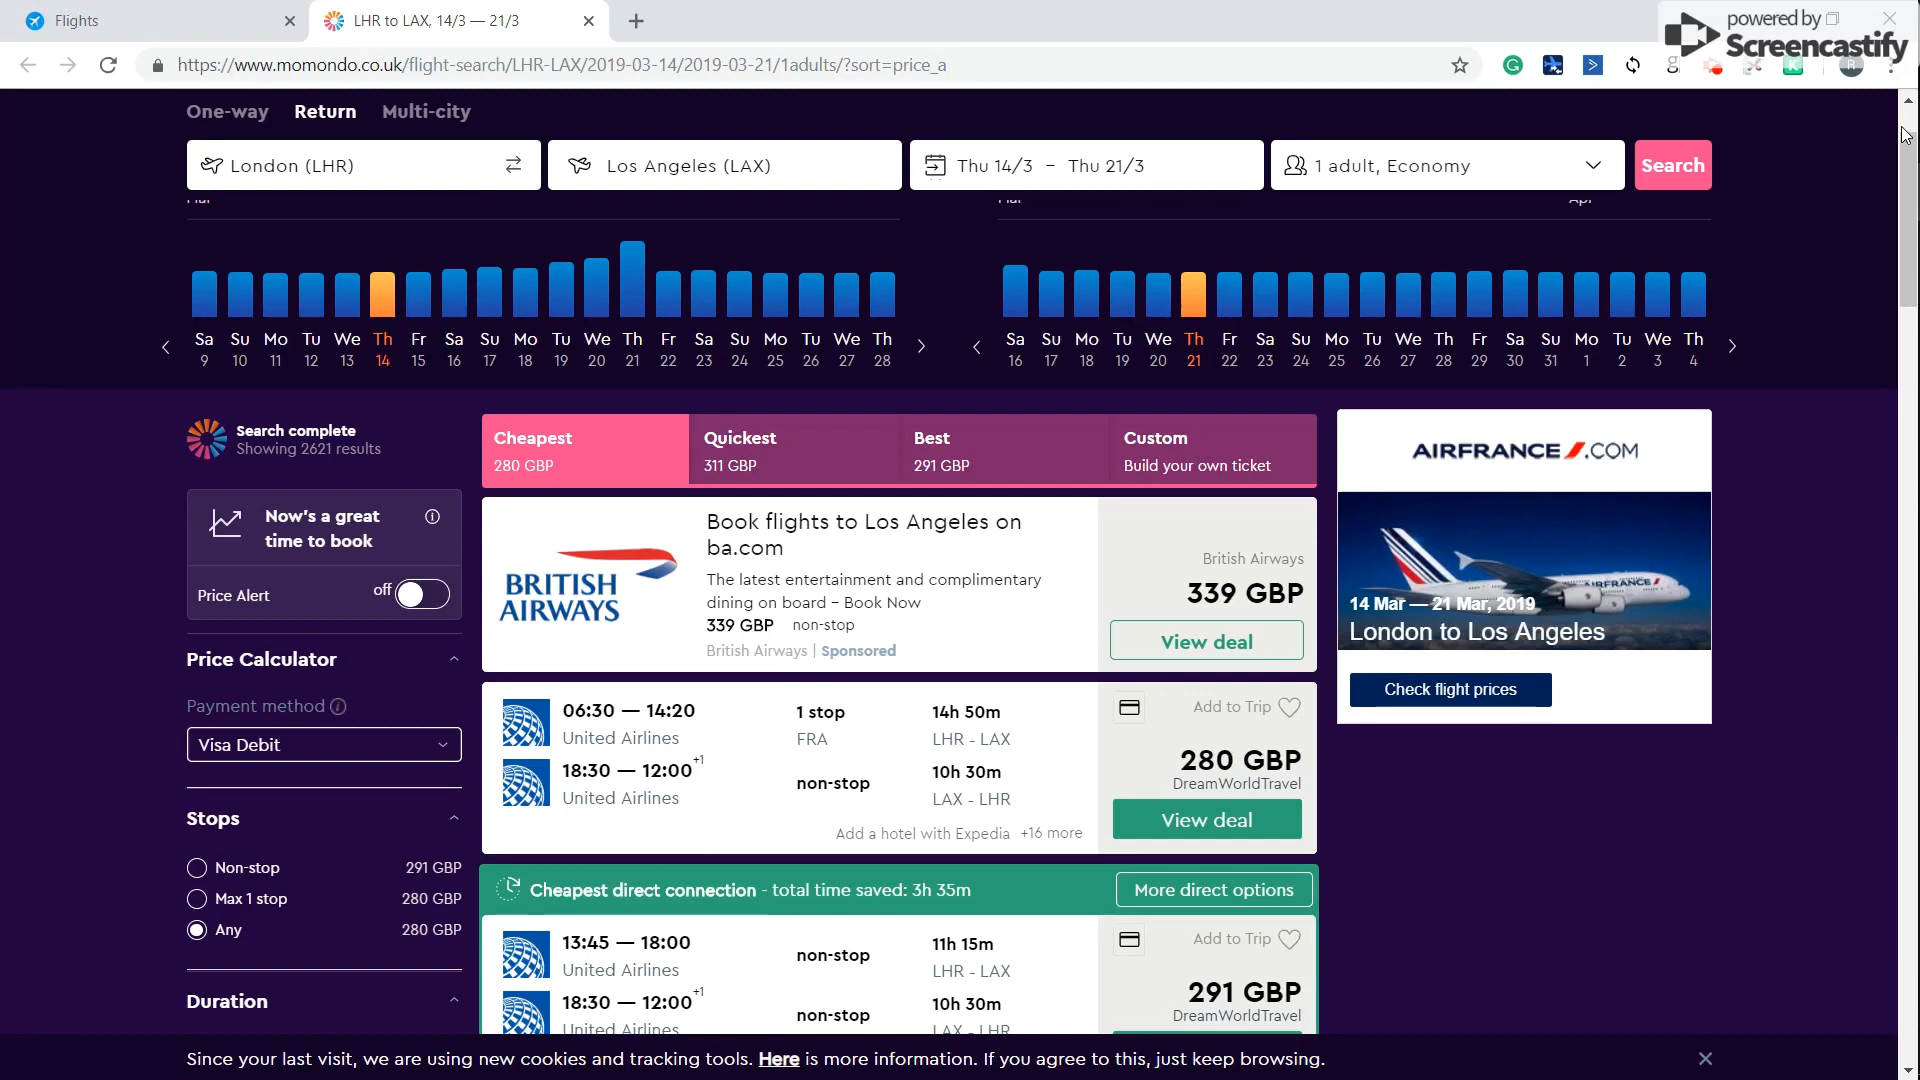 Flights
LHR to LAX, 14/3 — 21/3
powered by
Screencastify
https://www.momondo.co.uk/flight-search/LHR-LAX/2019-03-14/2019-03-21/1adults/?sort=price_a
One-way Return Multi-city
London (LHR)
Los Angeles (LAX)
Thu 14/3 – Thu 21/3
1 adult, Economy
Search
Sa Su Mo Tu We Th Fr Sa Su Mo Tu We Th Fr Sa Su Mo Tu We Th
9 10 11 12 13 14 15 16 17 18 19 20 21 22 23 24 25 26 27 28
Sa Su Mo Tu We Th Fr Sa Su Mo Tu We Th Fr Sa Su Mo Tu We Th
16 17 18 19 20 21 22 23 24 25 26 27 28 29 30 31 1 2 3 4
Search complete
Showing 2621 results
Now's a great
time to book
Price Alert off
Price Calculator
Payment method
Visa Debit
Stops
Non-stop 291 GBP
Max 1 stop 280 GBP
Any 280 GBP
Duration
Cheapest Quickest Best Custom
280 GBP 311 GBP 291 GBP Build your own ticket
BRITISH
AIRWAYS
Book flights to Los Angeles on
ba.com
The latest entertainment and complimentary
dining on board – Book Now
339 GBP non-stop
British Airways | Sponsored
British Airways
339 GBP
View deal
06:30 — 14:20 1 stop 14h 50m
United Airlines FRA LHR - LAX
18:30 — 12:00 +1 non-stop 10h 30m
United Airlines LAX - LHR
Add a hotel with Expedia +16 more
Add to Trip
280 GBP
DreamWorldTravel
View deal
Cheapest direct connection - total time saved: 3h 35m
More direct options
13:45 — 18:00 non-stop 11h 15m
United Airlines LHR - LAX
18:30 — 12:00 +1 non-stop 10h 30m
United Airlines LAX - LHR
Add to Trip
291 GBP
DreamWorldTravel
AIRFRANCE.COM
AIRFRANCE
14 Mar — 21 Mar, 2019
London to Los Angeles
Check flight prices
Since your last visit, we are using new cookies and tracking tools. Here is more information. If you agree to this, just keep browsing.